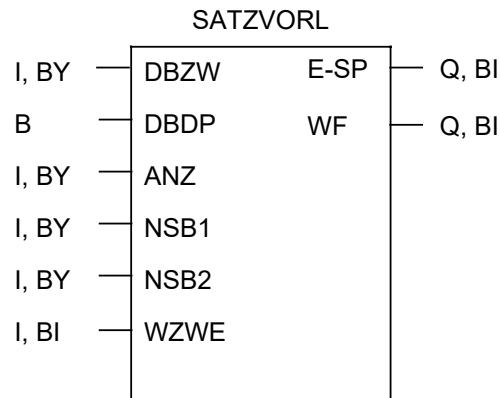 SATZVORL
I, BY DBZW E-SP Q, BI
B DBDP WF Q, BI
I, BY ANZ
I, BY NSB1
I, BY NSB2
I, BI WZWE